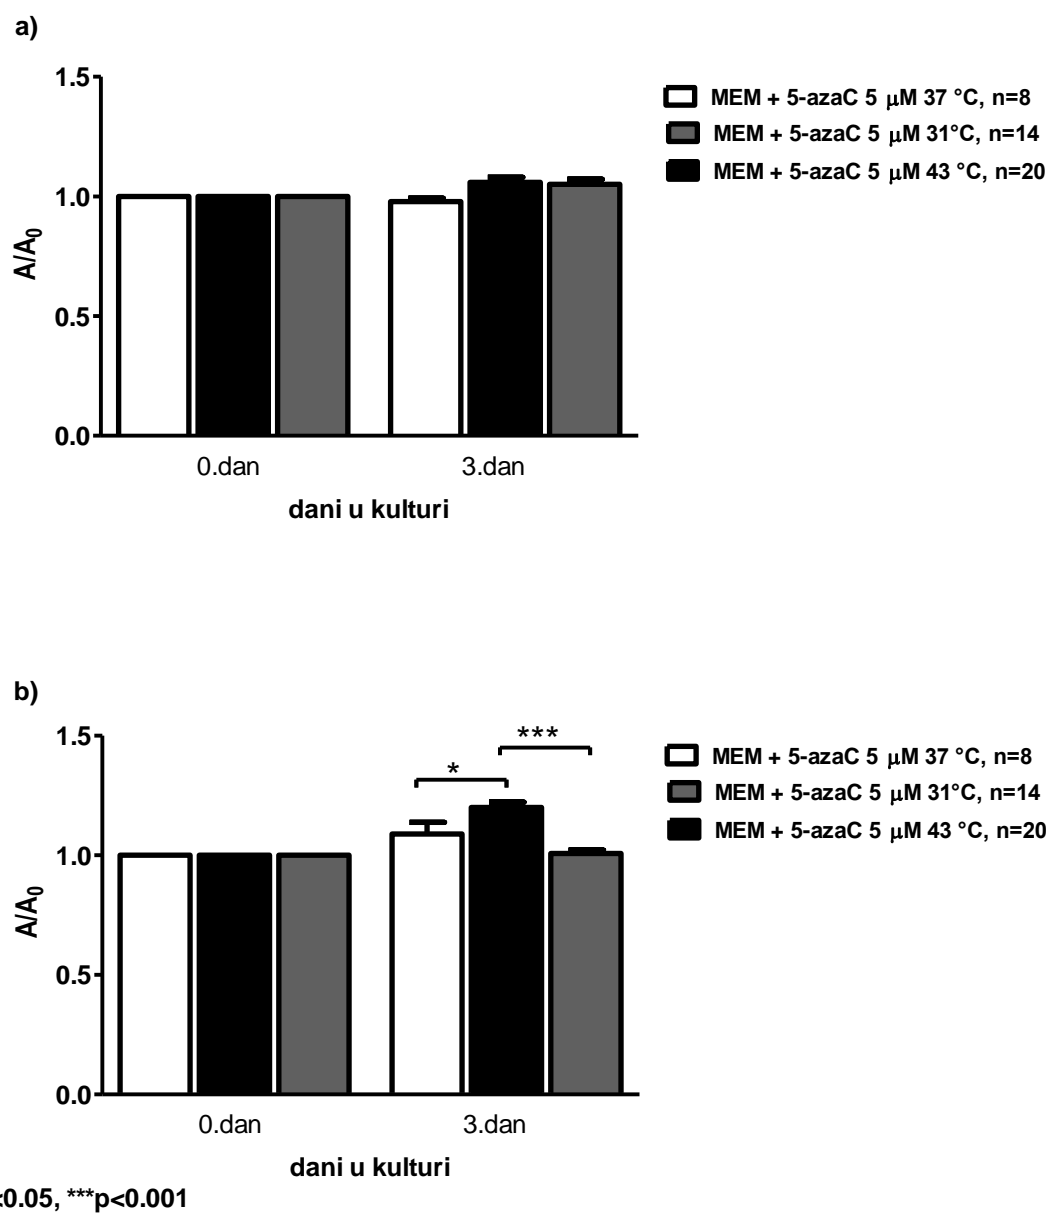 a)
1.5
1.0
0.5
0.0
A/A0
0.dan
3.dan
dani u kulturi
MEM + 5-azaC 5 μM 37 °C, n=8
MEM + 5-azaC 5 μM 31°C, n=14
MEM + 5-azaC 5 μM 43 °C, n=20
b)
1.5
1.0
0.5
0.0
A/A0
*
***
0.dan
3.dan
dani u kulturi
MEM + 5-azaC 5 μM 37 °C, n=8
MEM + 5-azaC 5 μM 31°C, n=14
MEM + 5-azaC 5 μM 43 °C, n=20
<0.05, ***p<0.001